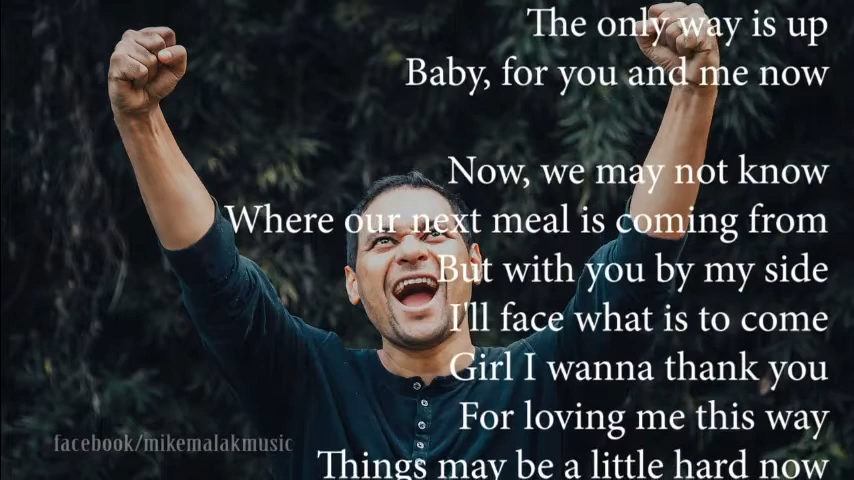 The only way is up
Baby, for you and me now
Now, we may not know
Where our next meal is coming from
But with you by my side
I'll face what is to come
Girl I wanna thank you
For loving me this way
Things may be a little hard now
facebook/mikemalakmusic